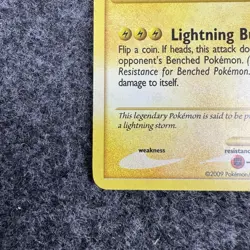 Lightning Bu
Flip a coin. If heads, this attack do
opponent's Benched Pokémon. (
Resistance for Benched Pokémon.
damage to itself.
This legendary Pokémon is said to be p
a lightning storm.
weakness
resistance
©2009 Pokémon